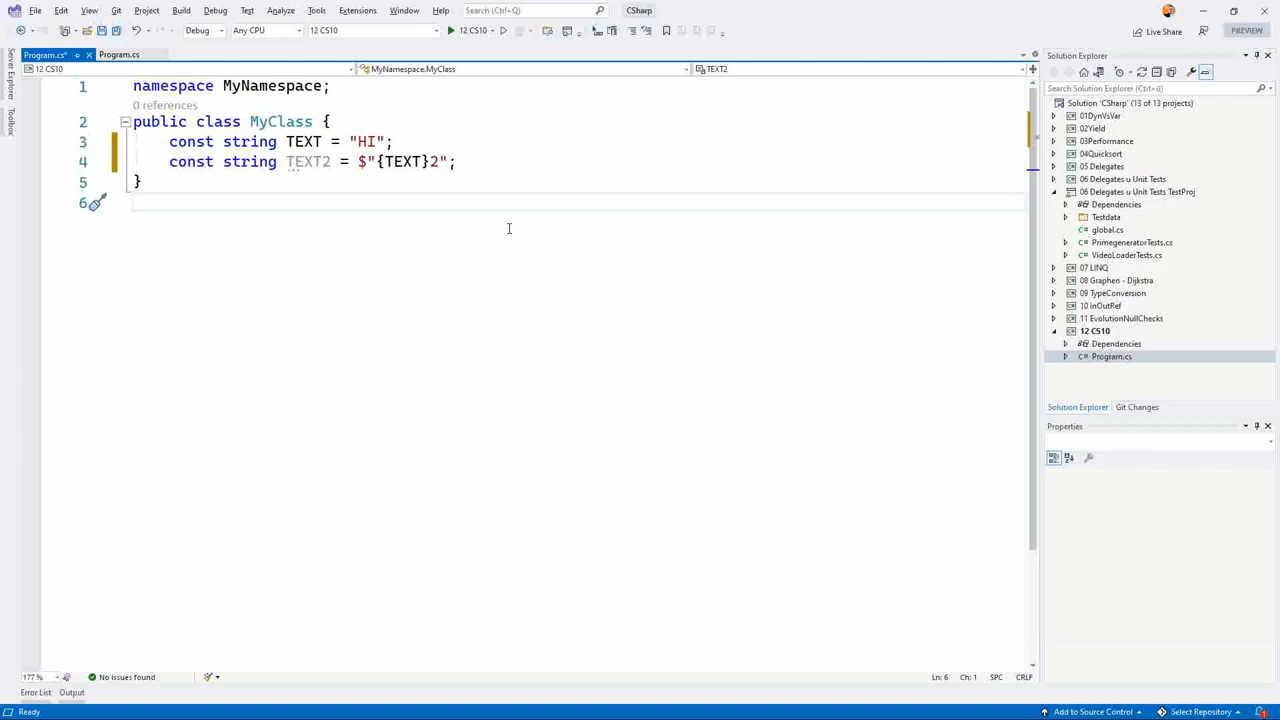 File Edit View Git Project Build Debug Test Analyze Tools Extensions Window Help Search (Ctrl+Q) CSharp
Debug Any CPU 12 CS10 12 CS10 Live Share PREVIEW
Program.cs* Program.cs
12 CS10 MyNamespace.MyClass TEXT2
Server Explorer
Toolbox
1 namespace MyNamespace;
0 references
2 public class MyClass {
3 const string TEXT = "HI";
4 const string TEXT2 = $"{TEXT}2";
5 }
6
Solution Explorer
Search Solution Explorer (Ctrl+ü)
Solution 'CSharp' (13 of 13 projects)
01DynVsVar
02Yield
03Performance
04Quicksort
05 Delegates
06 Delegates u Unit Tests
06 Delegates u Unit Tests TestProj
Dependencies
Testdata
global.cs
PrimegeneratorTests.cs
VideoLoaderTests.cs
07 LINQ
08 Graphen - Dijkstra
09 TypeConversion
10 InOutRef
11 EvolutionNullChecks
12 CS10
Dependencies
Program.cs
Solution Explorer Git Changes
Properties
177 % No issues found Ln: 6 Ch: 1 SPC CRLF
Error List Output
Ready Add to Source Control Select Repository